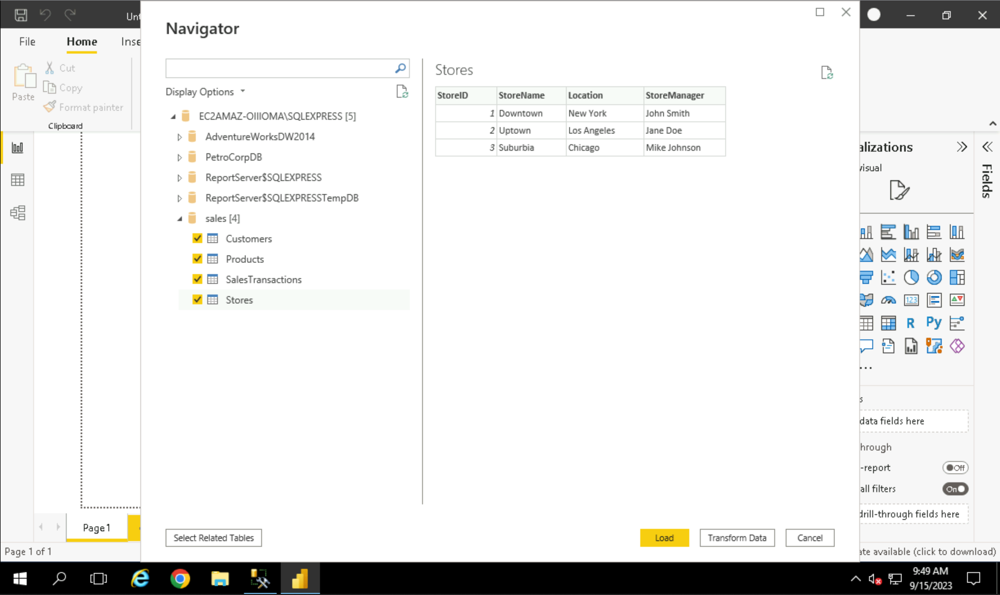 Unt
File
Home
Inse
Paste
Cut
Copy
Format painter
Clipboard
Navigator
Display Options
EC2AMAZ-OIIIOMA\SQLEXPRESS [5]
AdventureWorksDW2014
PetroCorpDB
ReportServer$SQLEXPRESS
ReportServer$SQLEXPRESSTempDB
sales [4]
Customers
Products
SalesTransactions
Stores
Stores
StoreID StoreName Location StoreManager
1 Downtown New York John Smith
2 Uptown Los Angeles Jane Doe
3 Suburbia Chicago Mike Johnson
Select Related Tables
Load
Transform Data
Cancel
alizations
visual
Fields
123
R
Py
...
s
data fields here
hrough
-report
Off
all filters
On
drill-through fields here
Page1
Page 1 of 1
ate available (click to download)
9:49 AM
9/15/2023